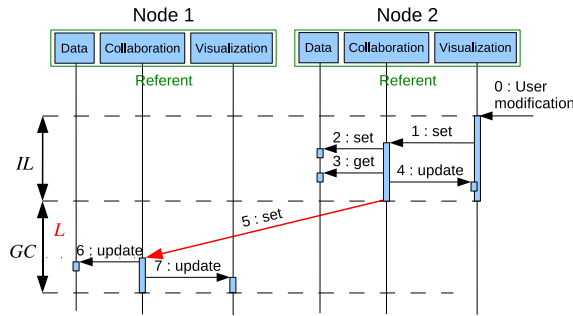 Node 1
Node 2
Data
Collaboration
Visualization
Data
Collaboration
Visualization
Referent
Referent
0 : User
modification
1 : set
2 : set
3 : get
4 : update
IL
5 : set
L
GC
6 : update
7 : update